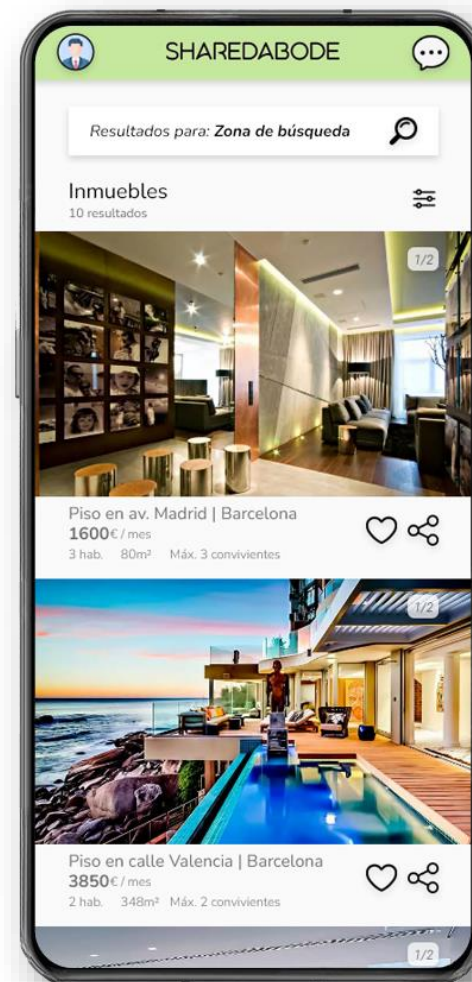 SHAREDABODE
Resultados para: Zona de búsqueda
Inmuebles
10 resultados
1/2
Piso en av. Madrid | Barcelona
1600€/ mes
3 hab. 80m² Máx. 3 convivientes
1/2
Piso en calle Valencia | Barcelona
3850€/ mes
2 hab. 348m² Máx. 2 convivientes
1/2